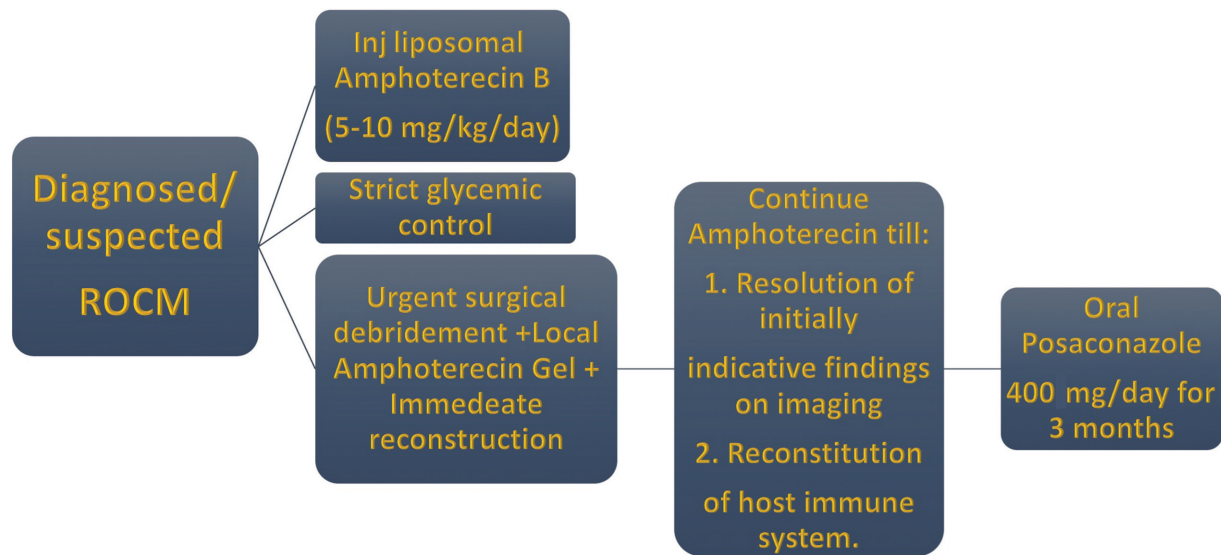 Diagnosed/
suspected
ROCM
Inj liposomal
Amphoterecin B
(5-10 mg/kg/day)
Strict glycemic
control
Urgent surgical
debridement +Local
Amphoterecin Gel +
Immedeate
reconstruction
Continue
Amphoterecin till:
1. Resolution of
initially
indicative findings
on imaging
2. Reconstitution
of host immune
system.
Oral
Posaconazole
400 mg/day for
3 months